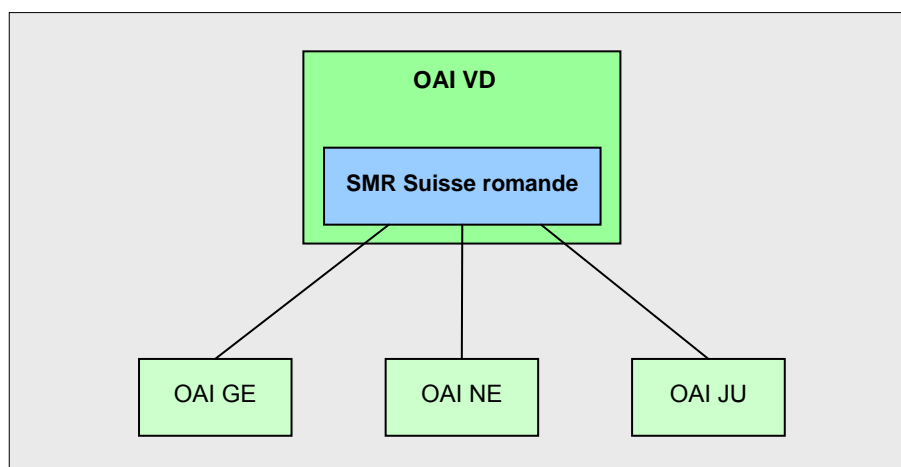 OAI VD
SMR Suisse romande
OAI GE
OAI NE
OAI JU